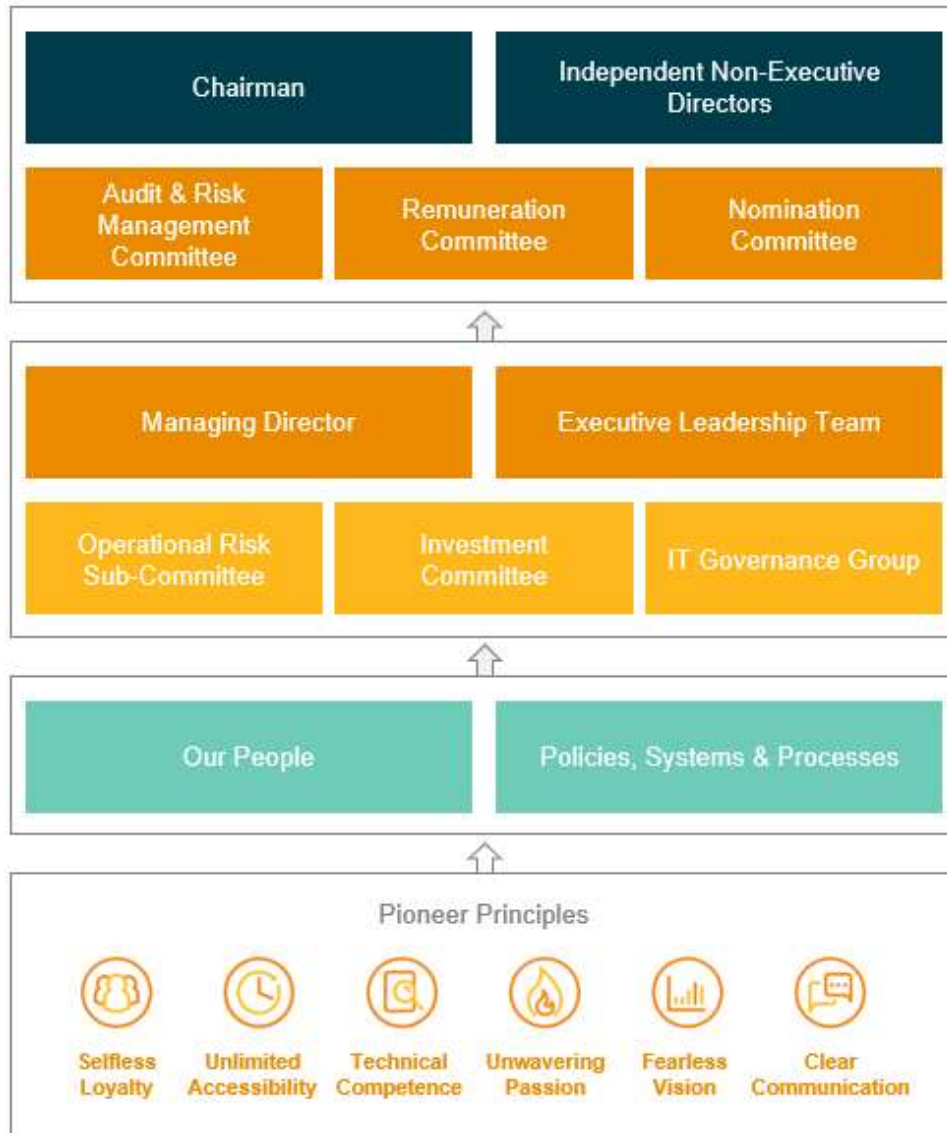 Chairman
Independent Non-Executive
Directors
Audit & Risk
Management
Committee
Remuneration
Committee
Nomination
Committee
Managing Director
Executive Leadership Team
Operational Risk
Sub-Committee
Investment
Committee
IT Governance Group
Our People
Policies, Systems & Processes
Pioneer Principles
Selfless
Loyalty
Unlimited
Accessibility
Technical
Competence
Unwavering
Passion
Fearless
Vision
Clear
Communication